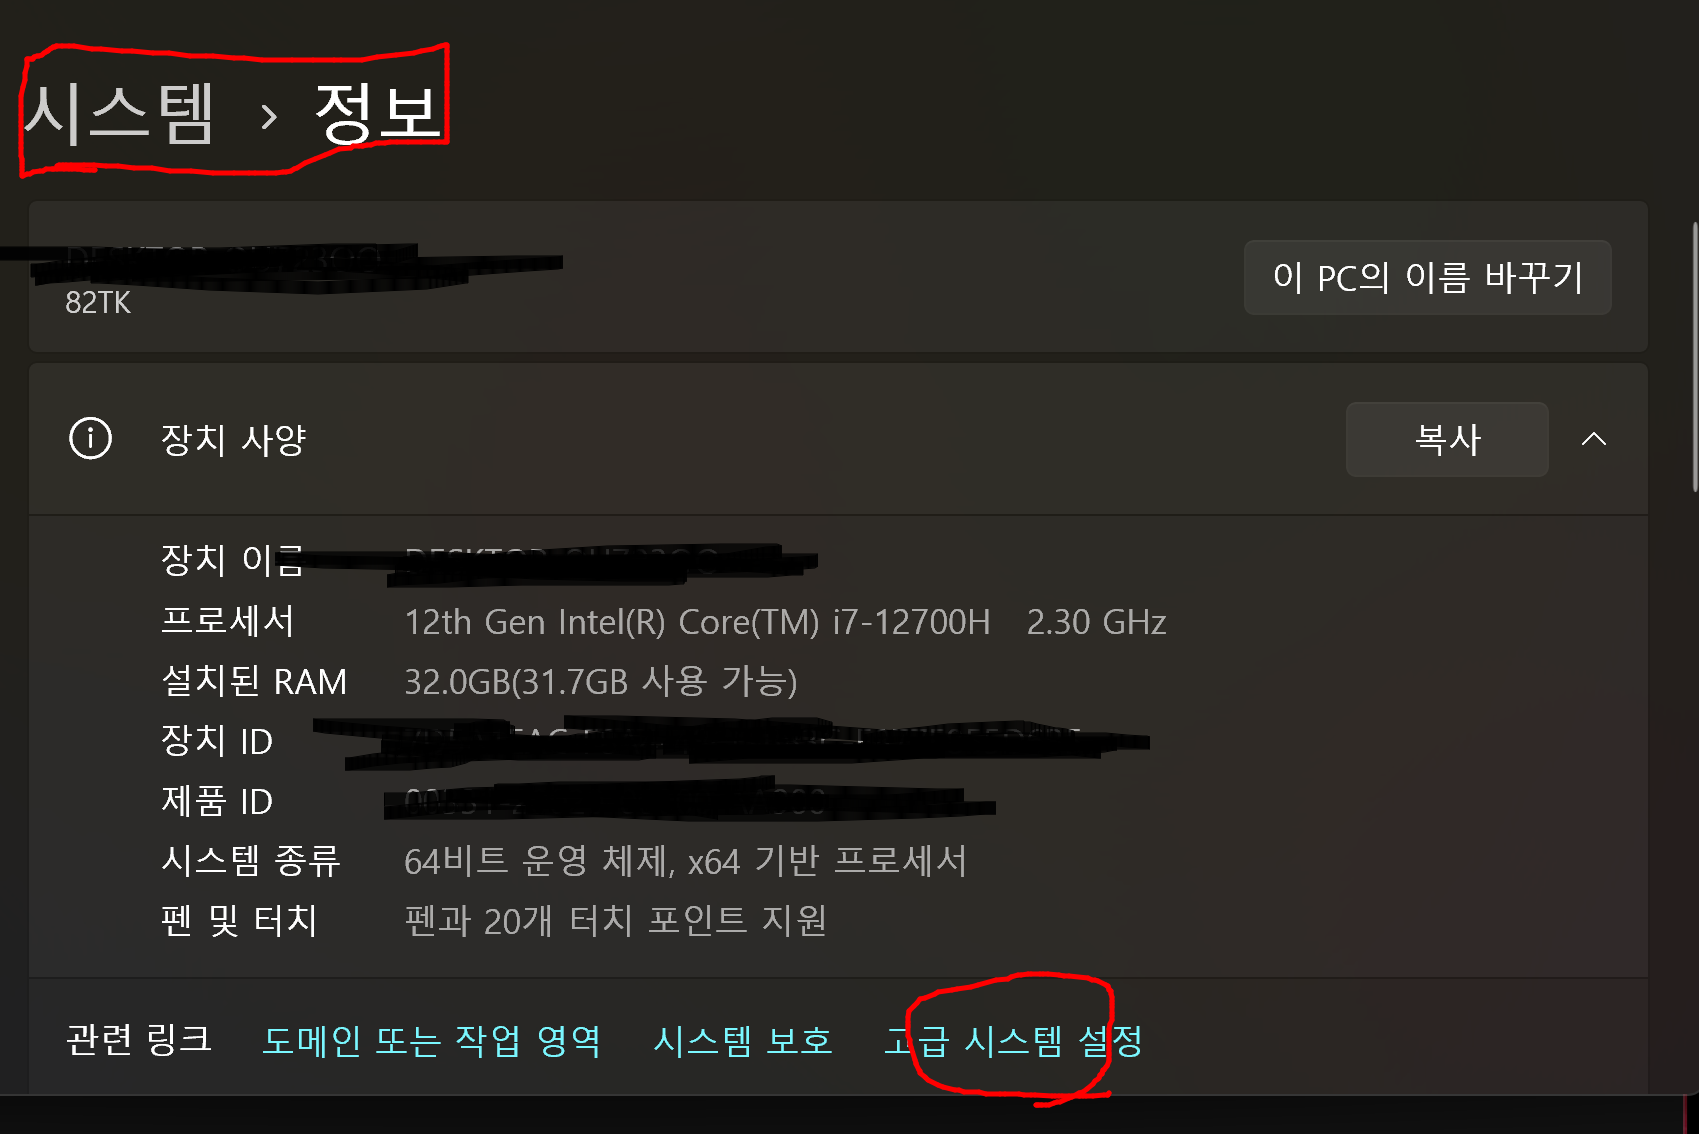 시스템 > 정보
82TK
이 PC의 이름 바꾸기
장치 사양
복사
장치 이름
프로세서 12th Gen Intel(R) Core(TM) i7-12700H 2.30 GHz
설치된 RAM 32.0GB(31.7GB 사용 가능)
장치 ID
제품 ID
시스템 종류 64비트 운영 체제, x64 기반 프로세서
펜 및 터치 펜과 20개 터치 포인트 지원
관련 링크 도메인 또는 작업 영역 시스템 보호 고급 시스템 설정